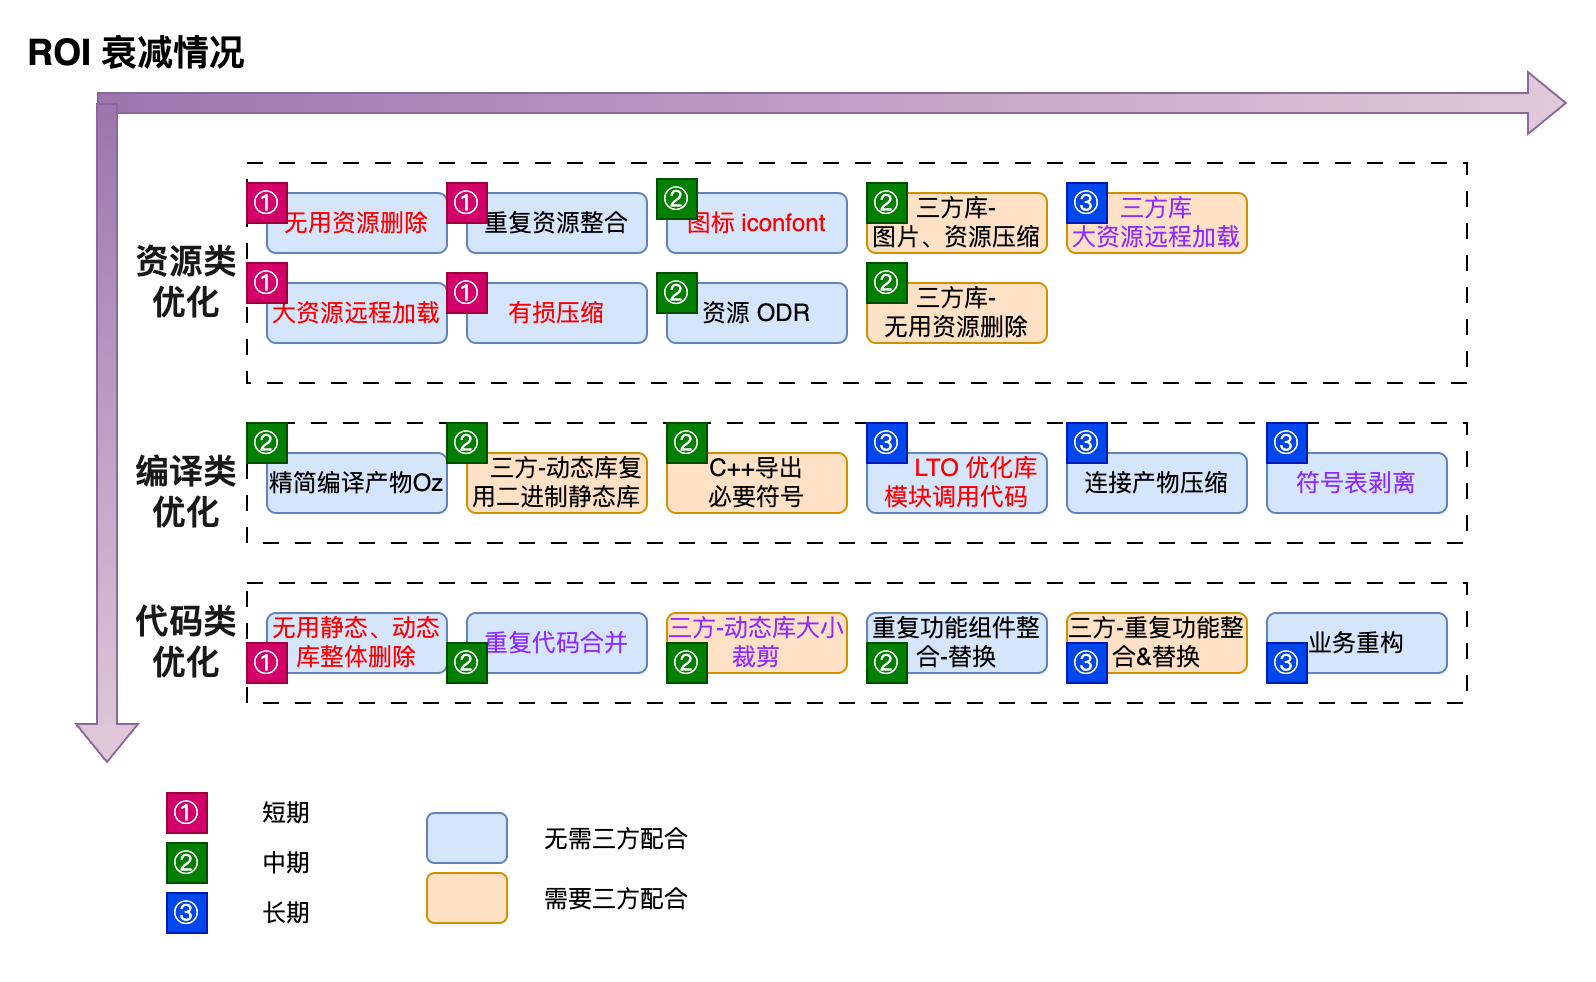 ROI 衰减情况
资源类
优化
①
无用资源删除
①
重复资源整合
②
图标 iconfont
②
三方库-
图片、资源压缩
③
三方库
大资源远程加载
①
大资源远程加载
①
有损压缩
②
资源 ODR
②
三方库-
无用资源删除
编译类
优化
②
精简编译产物Oz
②
三方-动态库复
用二进制静态库
②
C++导出
必要符号
③
LTO 优化库
模块调用代码
③
连接产物压缩
③
符号表剥离
代码类
优化
无用静态、动态
库整体删除
①
重复代码合并
②
三方-动态库大小
裁剪
②
重复功能组件整
合-替换
②
三方-重复功能整
合&替换
③
业务重构
③
① 短期
② 中期
③ 长期
无需三方配合
需要三方配合